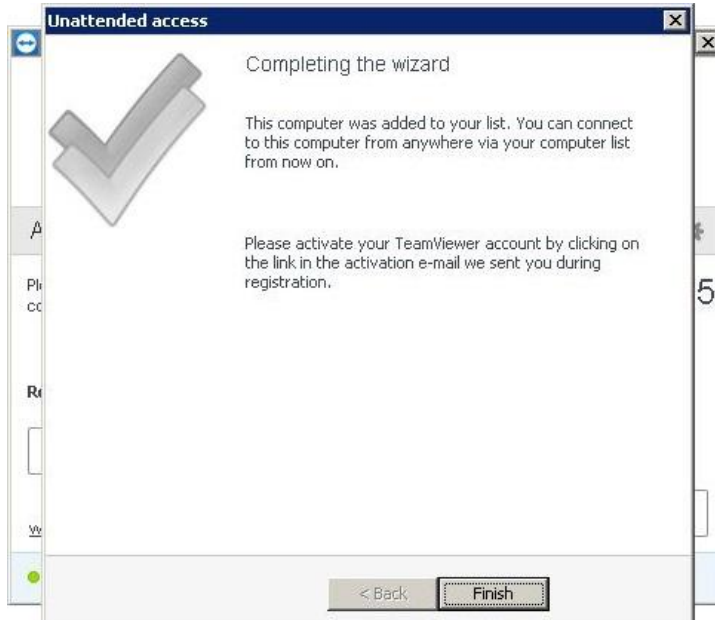 Unattended access
Completing the wizard
This computer was added to your list. You can connect
to this computer from anywhere via your computer list
from now on.
Please activate your TeamViewer account by clicking on
the link in the activation e-mail we sent you during
registration.
5
< Back
Finish